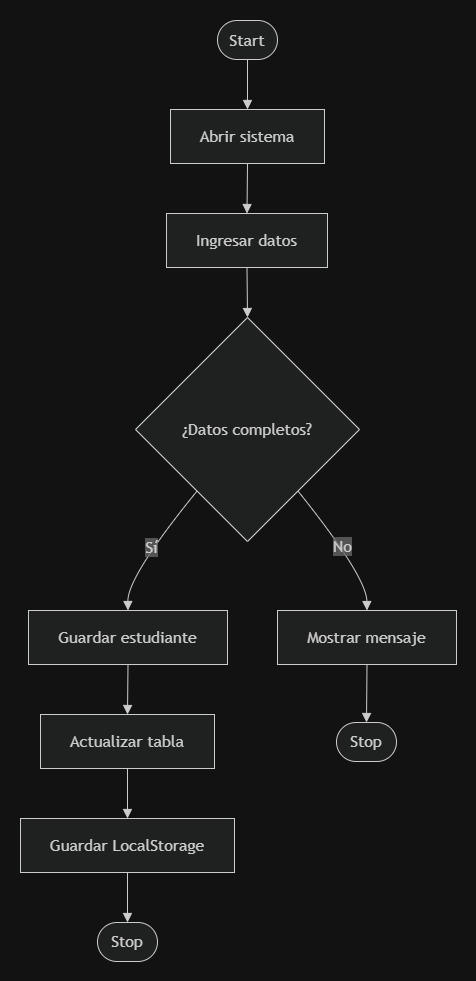 Start
Abrir sistema
Ingresar datos
¿Datos completos?
Sí
No
Guardar estudiante
Mostrar mensaje
Actualizar tabla
Stop
Guardar LocalStorage
Stop